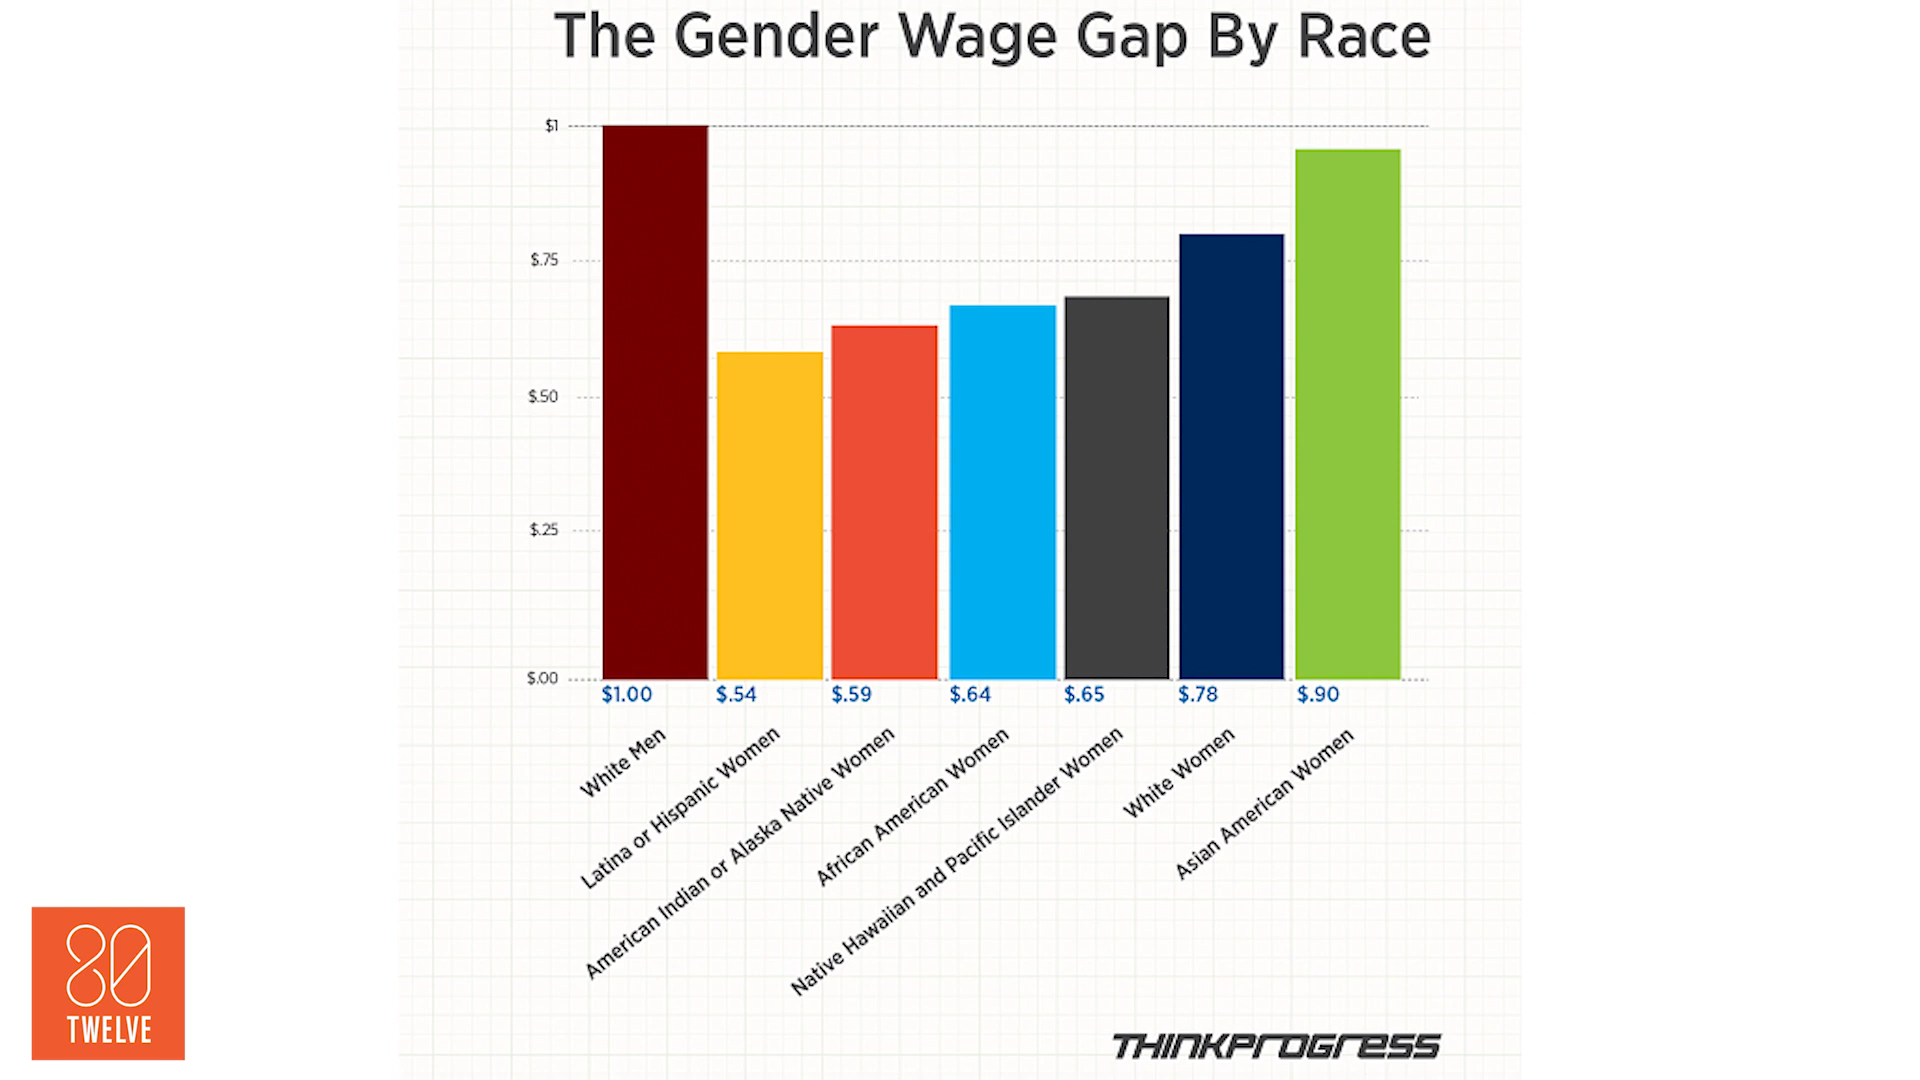 The Gender Wage Gap By Race
$1
$.75
$.50
$.25
$.00
$1.00 $.54 $.59 $.64 $.65 $.78 $.90
White Men
Latina or Hispanic Women
American Indian or Alaska Native Women
African American Women
Native Hawaiian and Pacific Islander Women
White Women
Asian American Women
80
TWELVE
THINKPROGRESS